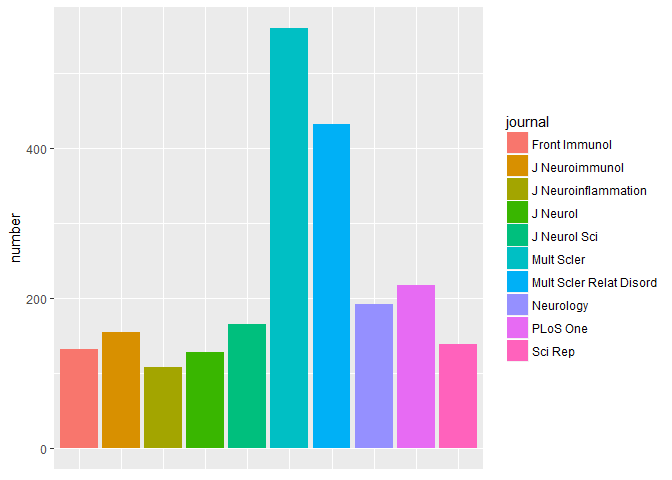 number
400
200
0
journal
Front Immunol
J Neuroimmunol
J Neuroinflammation
J Neurol
J Neurol Sci
Mult Scler
Mult Scler Relat Disord
Neurology
PLoS One
Sci Rep